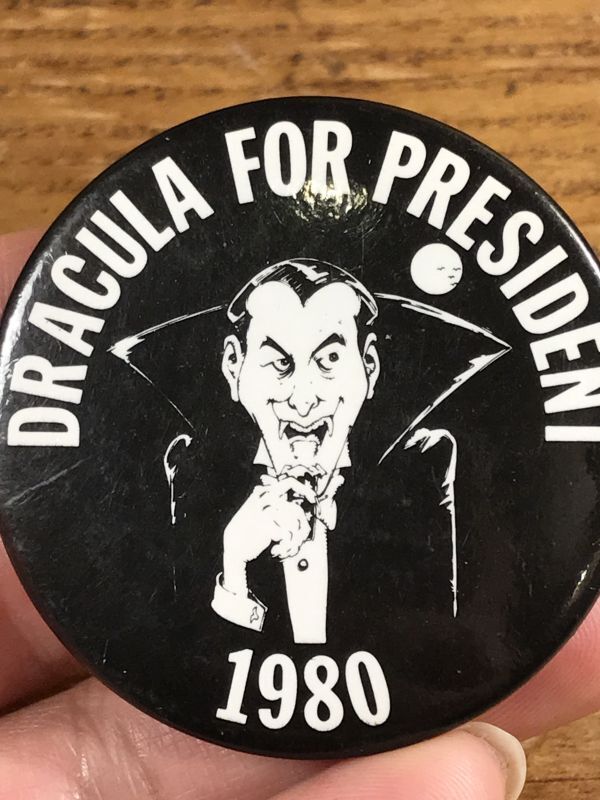 DRACULA FOR PRESIDENT
1980